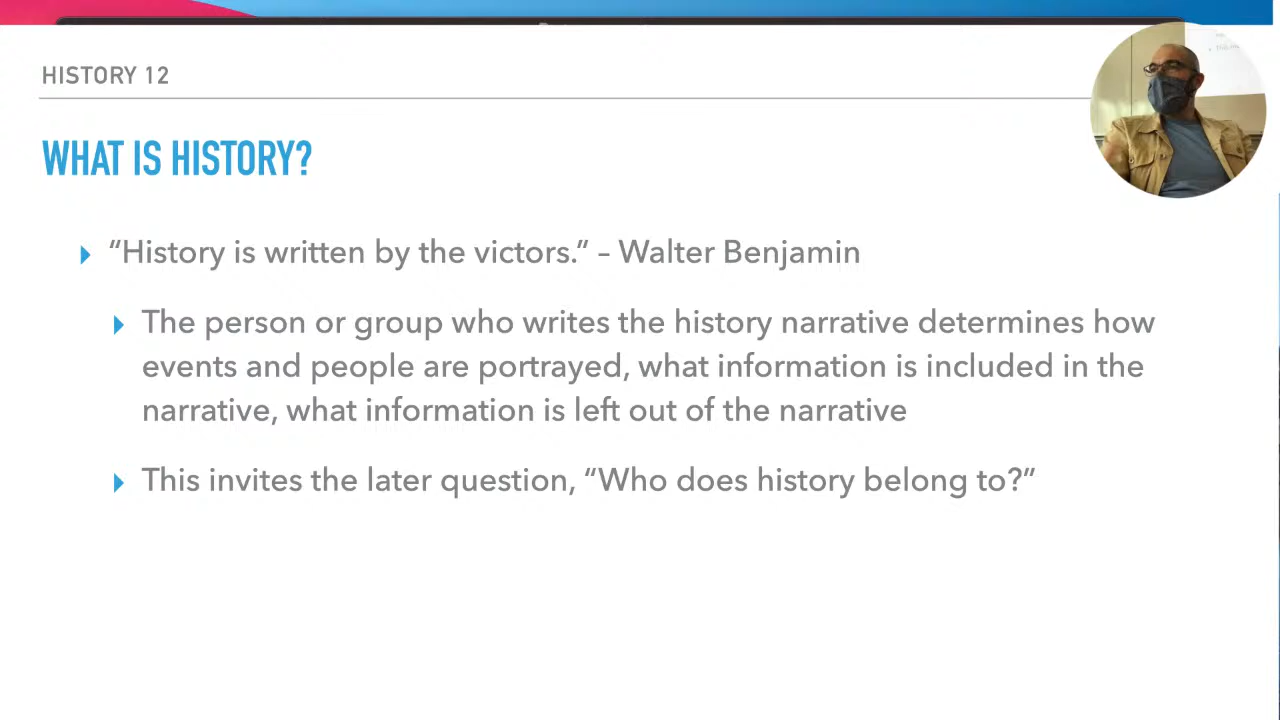 HISTORY 12
WHAT IS HISTORY?
“History is written by the victors.” – Walter Benjamin
The person or group who writes the history narrative determines how
events and people are portrayed, what information is included in the
narrative, what information is left out of the narrative
This invites the later question, “Who does history belong to?”